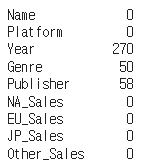 Name 0
Platform 0
Year 270
Genre 50
Publisher 58
NA_Sales 0
EU_Sales 0
JP_Sales 0
Other_Sales 0